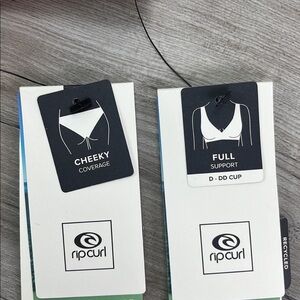 CHEEKY
COVERAGE
rip curl
FULL
SUPPORT
D - DD CUP
rip curl
RECYCLED